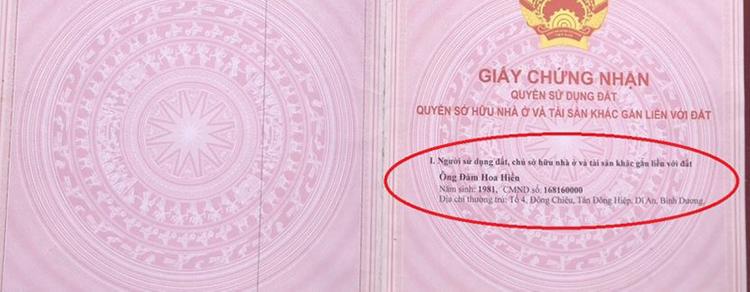 GIẤY CHỨNG NHẬN
QUYỀN SỬ DỤNG ĐẤT
QUYỀN SỞ HỮU NHÀ Ở VÀ TÀI SẢN KHÁC GẮN LIỀN VỚI ĐẤT
I. Người sử dụng đất, chủ sở hữu nhà ở và tài sản khác gắn liền với đất
Ông Đàm Hoa Hiền
Năm sinh: 1981, CMND số: 168160000
Địa chỉ thường trú: Tổ 4, Đông Chiêu, Tân Đông Hiệp, Dĩ An, Bình Dương.